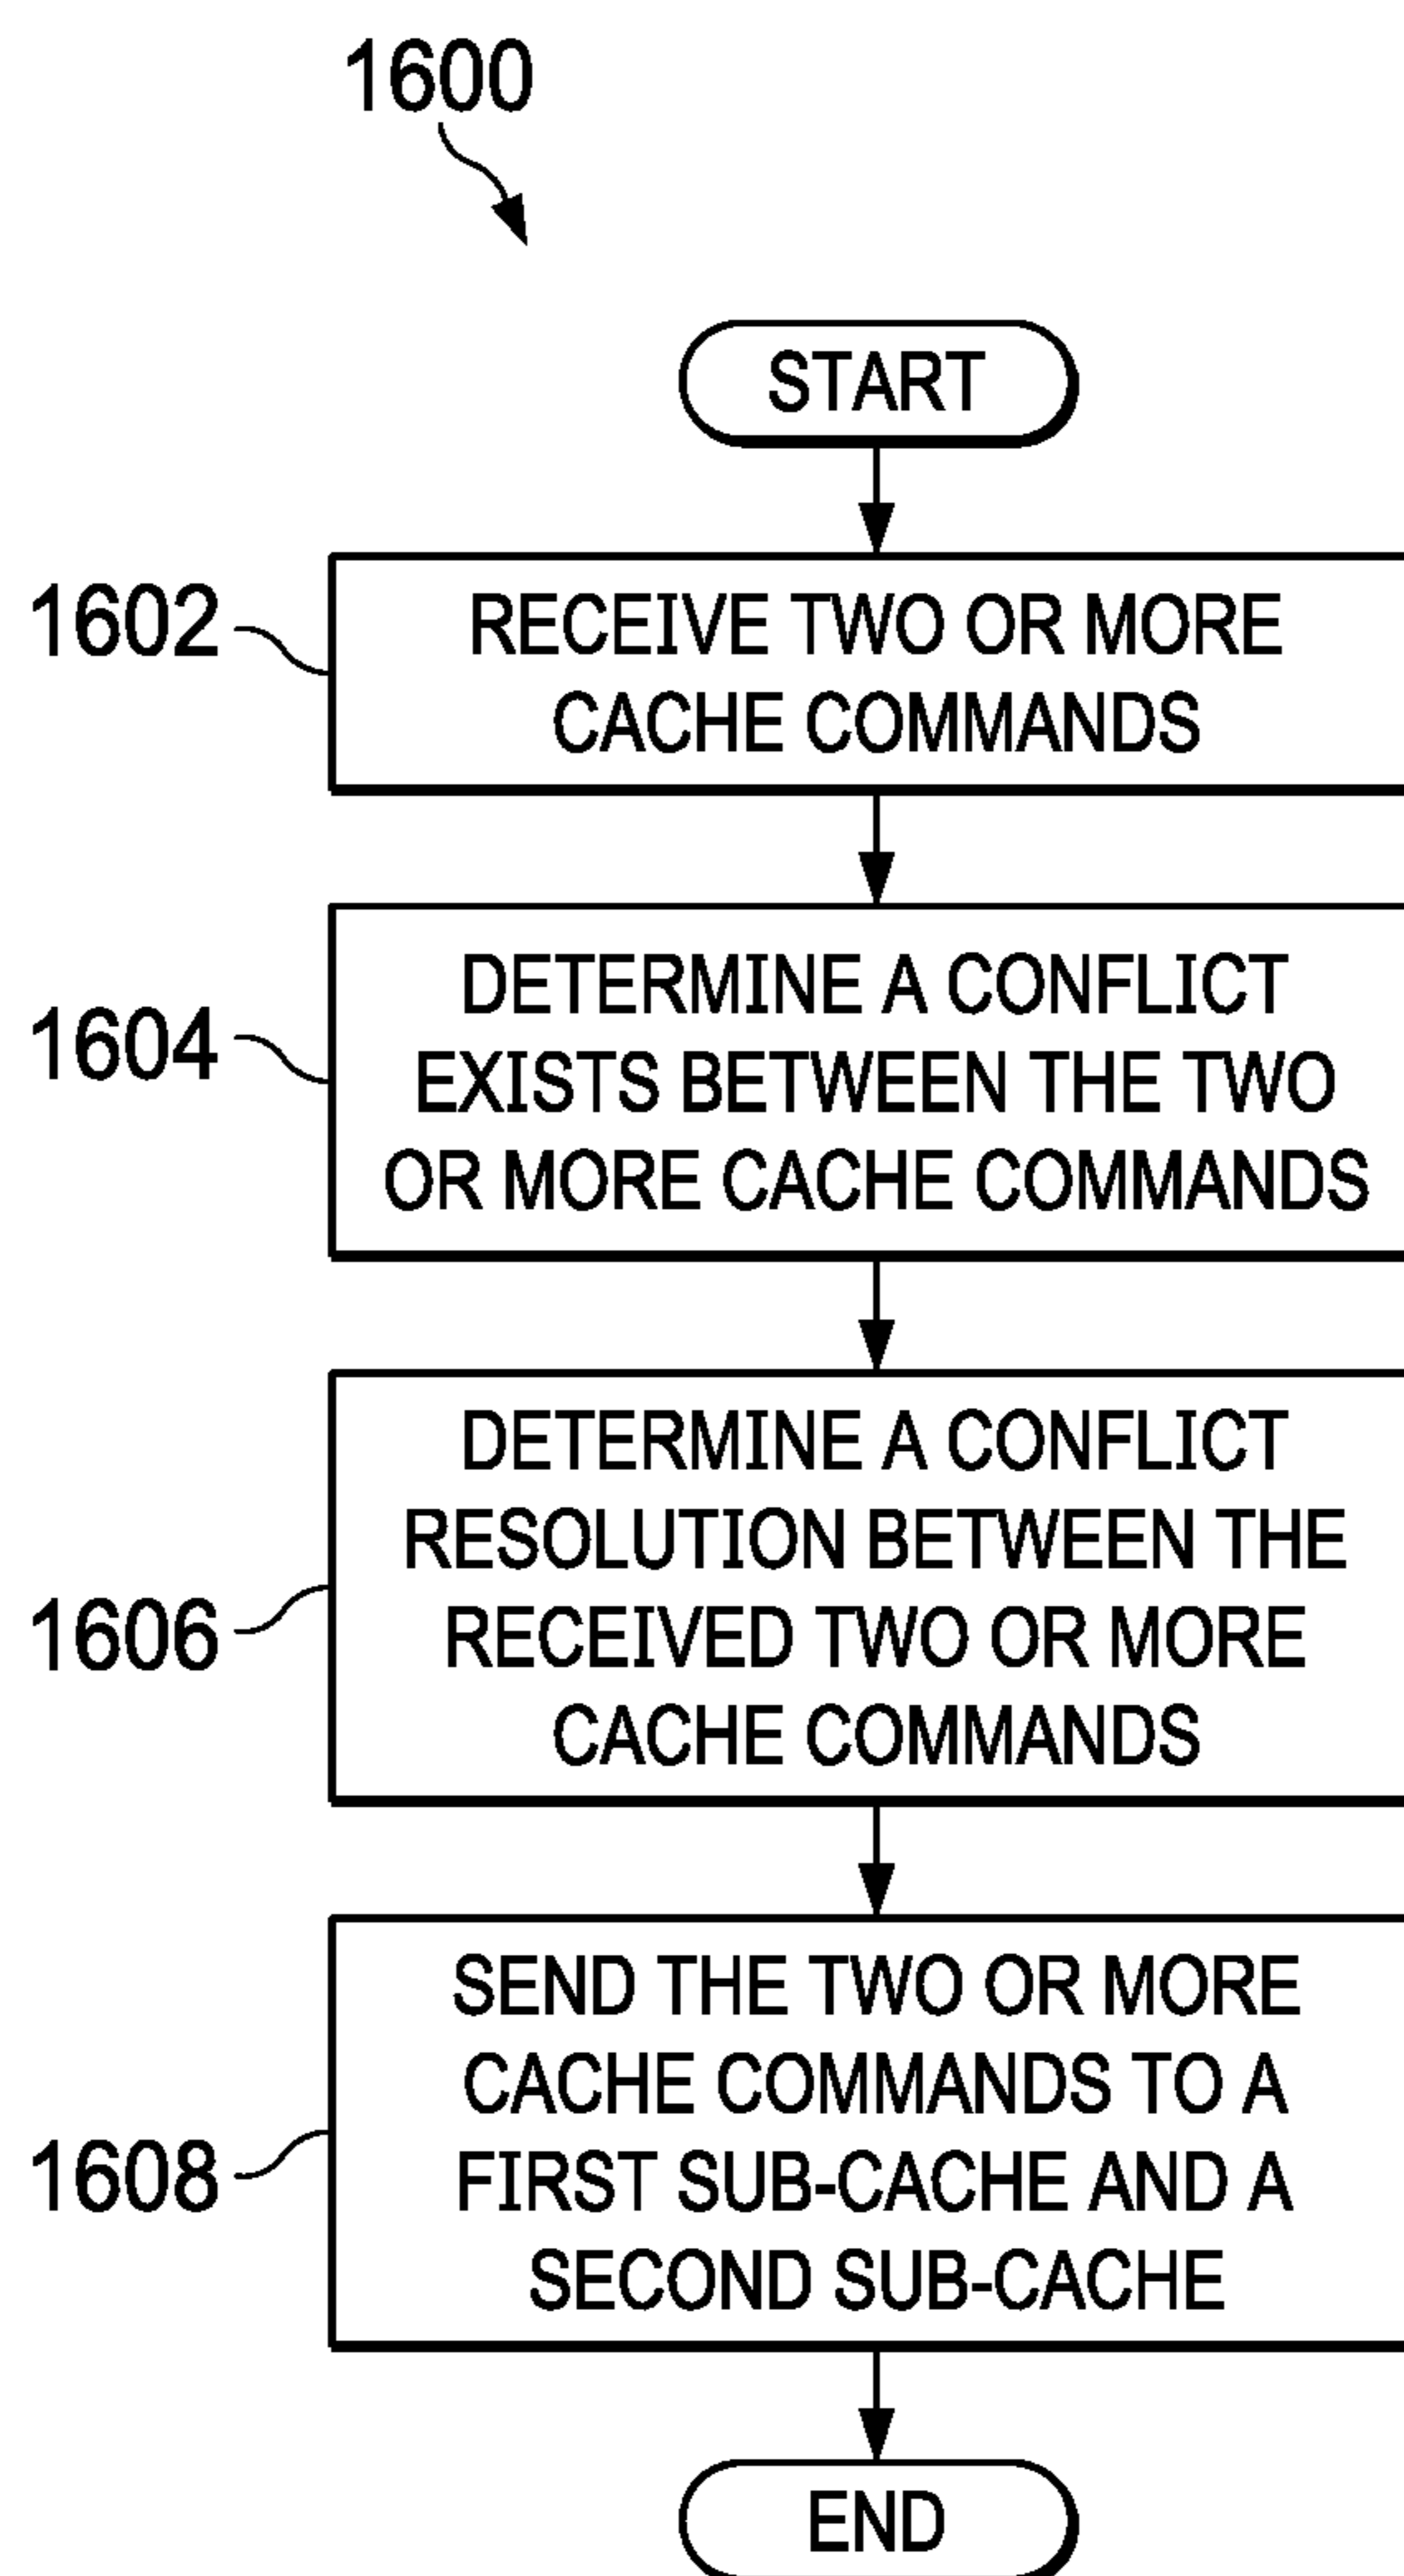 1600
START
1602
RECEIVE TWO OR MORE
CACHE COMMANDS
1604
DETERMINE A CONFLICT
EXISTS BETWEEN THE TWO
OR MORE CACHE COMMANDS
1606
DETERMINE A CONFLICT
RESOLUTION BETWEEN THE
RECEIVED TWO OR MORE
CACHE COMMANDS
1608
SEND THE TWO OR MORE
CACHE COMMANDS TO A
FIRST SUB-CACHE AND A
SECOND SUB-CACHE
END